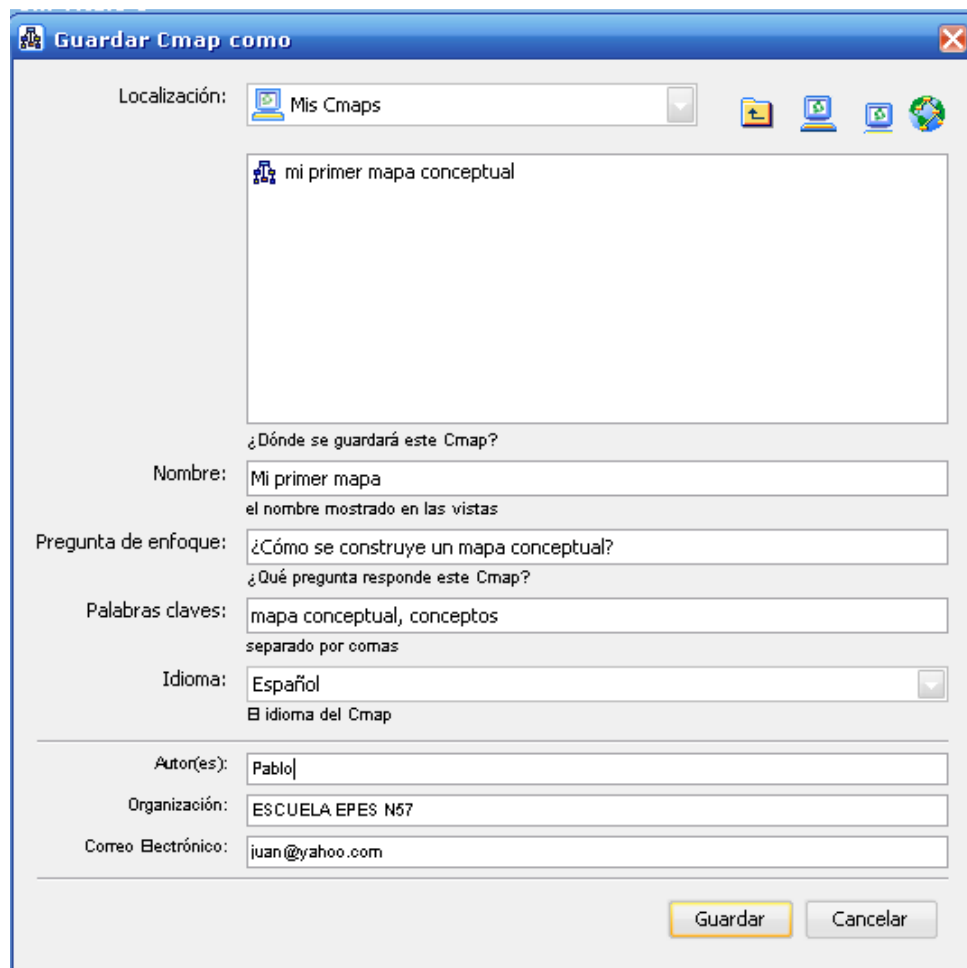 Guardar Cmap como
Localización: Mis Cmaps
mi primer mapa conceptual
¿Dónde se guardará este Cmap?
Nombre: Mi primer mapa
el nombre mostrado en las vistas
Pregunta de enfoque: ¿Cómo se construye un mapa conceptual?
¿Qué pregunta responde este Cmap?
Palabras claves: mapa conceptual, conceptos
separado por comas
Idioma: Español
El idioma del Cmap
Autor(es): Pablo
Organización: ESCUELA EPES N57
Correo Electrónico: juan@yahoo.com
Guardar Cancelar